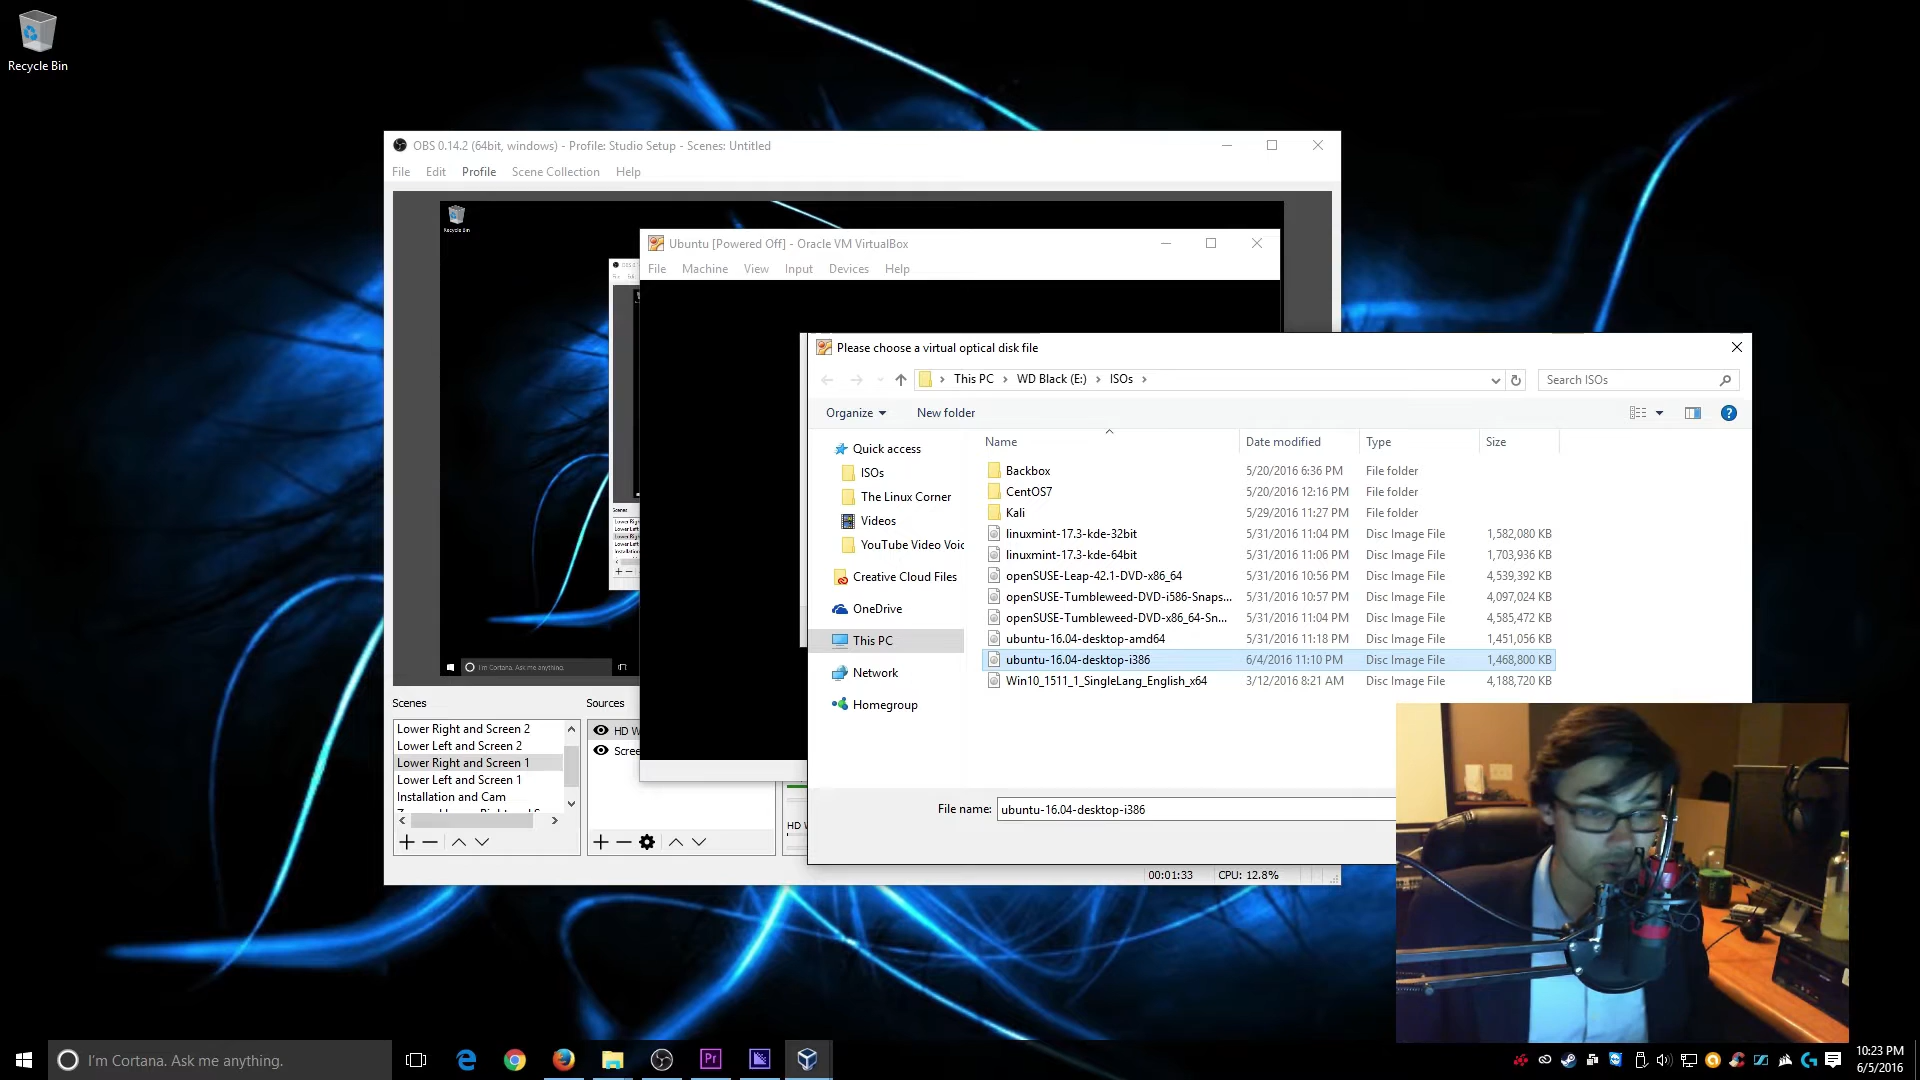 Recycle Bin
OBS 0.14.2 (64bit, windows) - Profile: Studio Setup - Scenes: Untitled
File Edit Profile Scene Collection Help
Recycle Bin
Ubuntu [Powered Off] - Oracle VM VirtualBox
File Machine View Input Devices Help
Please choose a virtual optical disk file
This PC > WD Black (E:) > ISOs >
Search ISOs
Organize New folder
Name Date modified Type Size
Quick access
ISOs
The Linux Corner
Videos
YouTube Video Voic
Creative Cloud Files
OneDrive
This PC
Network
Homegroup
Backbox 5/20/2016 6:36 PM File folder
CentOS7 5/20/2016 12:16 PM File folder
Kali 5/29/2016 11:27 PM File folder
linuxmint-17.3-kde-32bit 5/31/2016 11:04 PM Disc Image File 1,582,080 KB
linuxmint-17.3-kde-64bit 5/31/2016 11:06 PM Disc Image File 1,703,936 KB
openSUSE-Leap-42.1-DVD-x86_64 5/31/2016 10:56 PM Disc Image File 4,539,392 KB
openSUSE-Tumbleweed-DVD-i586-Snaps... 5/31/2016 10:57 PM Disc Image File 4,097,024 KB
openSUSE-Tumbleweed-DVD-x86_64-Sn... 5/31/2016 11:04 PM Disc Image File 4,585,472 KB
ubuntu-16.04-desktop-amd64 5/31/2016 11:18 PM Disc Image File 1,451,056 KB
ubuntu-16.04-desktop-i386 6/4/2016 11:10 PM Disc Image File 1,468,800 KB
Win10_1511_1_SingleLang_English_x64 3/12/2016 8:21 AM Disc Image File 4,188,720 KB
File name: ubuntu-16.04-desktop-i386
I'm Cortana. Ask me anything.
Scenes
Lower Right and Screen 2
Lower Left and Screen 2
Lower Right and Screen 1
Lower Left and Screen 1
Installation and Cam
Sources
HD W
Scree
HD W
00:01:33 CPU: 12.8%
I'm Cortana. Ask me anything.
Pr
10:23 PM
6/5/2016